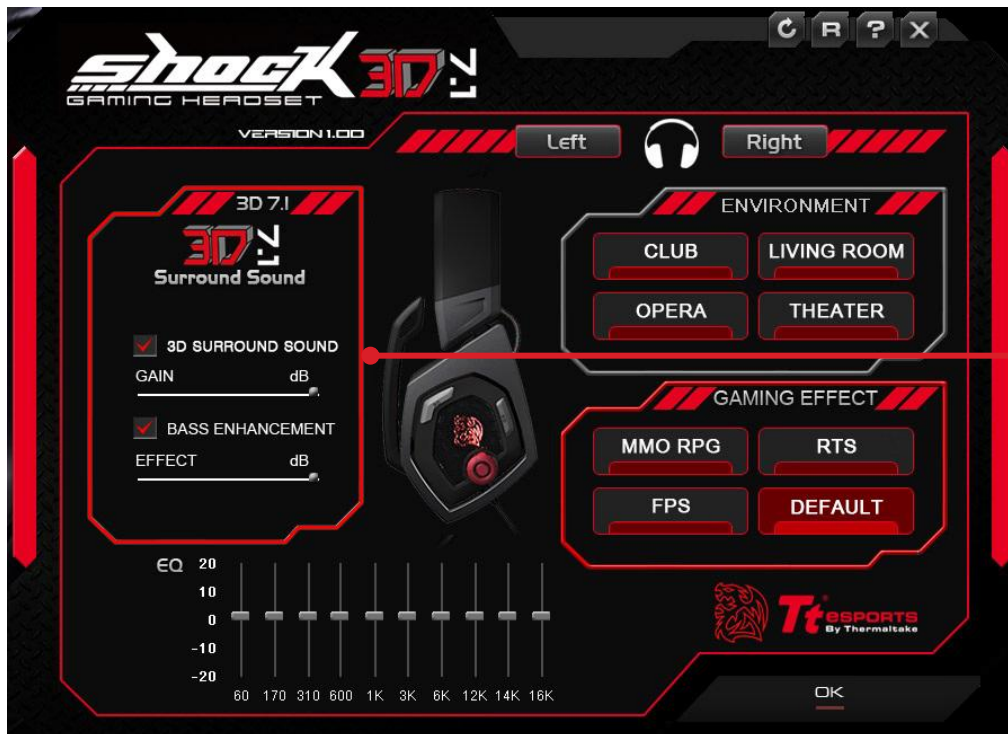 shock 3D 7.1
GAMING HEADSET
R ? X
VERSION 1.00
Left Right
3D 7.1
3D 7.1
Surround Sound
3D SURROUND SOUND
GAIN dB
BASS ENHANCEMENT
EFFECT dB
ENVIRONMENT
CLUB LIVING ROOM
OPERA THEATER
GAMING EFFECT
MMO RPG RTS
FPS DEFAULT
EQ 20
10
0
-10
-20
60 170 310 600 1K 3K 6K 12K 14K 16K
Tt eSPORTS
By Thermaltake
OK